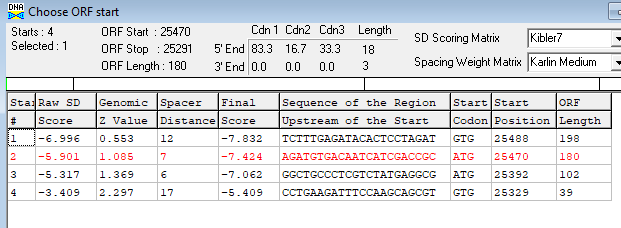 DNA Choose ORF start
Starts : 4 ORF Start : 25470 Cdn 1 Cdn2 Cdn3 Length SD Scoring Matrix Kibler7
Selected : 1 ORF Stop : 25291 5' End 83.3 16.7 33.3 18
ORF Length : 180 3' End 0.0 0.0 0.0 3 Spacing Weight Matrix Karlin Medium
Star Raw SD Genomic Spacer Final Sequence of the Region Start Start ORF
# Score Z Value Distance Score Upstream of the Start Codon Position Length
1 -6.996 0.553 12 -7.832 TCTTTGAGATACACTCCTAGAT GTG 25488 198
2 -5.901 1.085 7 -7.424 AGATGTGACAATCATCGACCGC ATG 25470 180
3 -5.317 1.369 6 -7.062 GGCTGCCCTCGTCTATGAGGCG ATG 25392 102
4 -3.409 2.297 17 -5.409 CCTGAAGATTTCCAAGCAGCGT GTG 25329 39